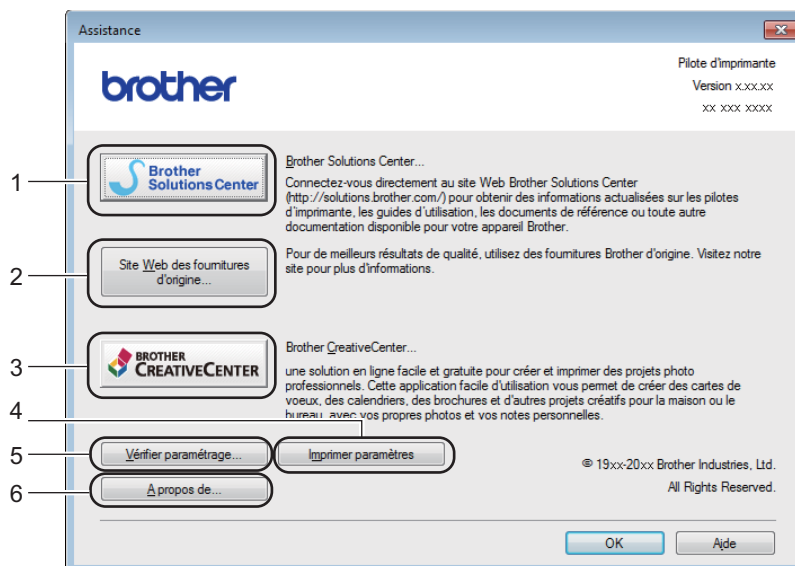 Assistance
brother
Pilote d'imprimante
Version x.xx.xx
xx xxx xxxx
1
Brother
Solutions Center
Brother Solutions Center...
Connectez-vous directement au site Web Brother Solutions Center
(http://solutions.brother.com/) pour obtenir des informations actualisées sur les pilotes
d'imprimante, les guides d'utilisation, les documents de référence ou toute autre
documentation disponible pour votre appareil Brother.
2
Site Web des fournitures
d'origine...
Pour de meilleurs résultats de qualité, utilisez des fournitures Brother d'origine. Visitez notre
site pour plus d'informations.
3
BROTHER
CREATIVECENTER
Brother CreativeCenter...
une solution en ligne facile et gratuite pour créer et imprimer des projets photo
professionnels. Cette application facile d'utilisation vous permet de créer des cartes de
voeux, des calendriers, des brochures et d'autres projets créatifs pour la maison ou le
bureau, avec vos propres photos et vos notes personnelles.
4
5
Vérifier paramétrage...
Imprimer paramètres
© 19xx-20xx Brother Industries, Ltd.
6
A propos de...
All Rights Reserved.
OK
Aide